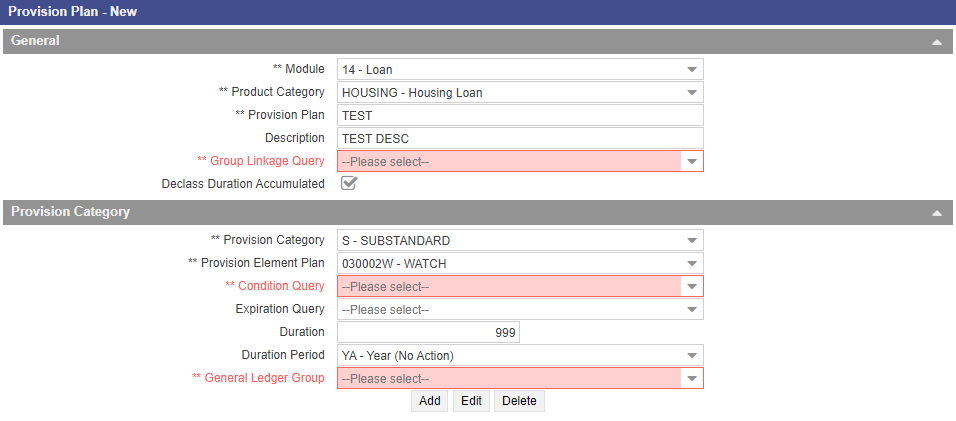 Provision Plan - New
General
** Module 14 - Loan
** Product Category HOUSING - Housing Loan
** Provision Plan TEST
Description TEST DESC
** Group Linkage Query --Please select--
Declass Duration Accumulated
Provision Category
** Provision Category S - SUBSTANDARD
** Provision Element Plan 030002W - WATCH
** Condition Query --Please select--
Expiration Query --Please select--
Duration 999
Duration Period YA - Year (No Action)
** General Ledger Group --Please select--
Add Edit Delete